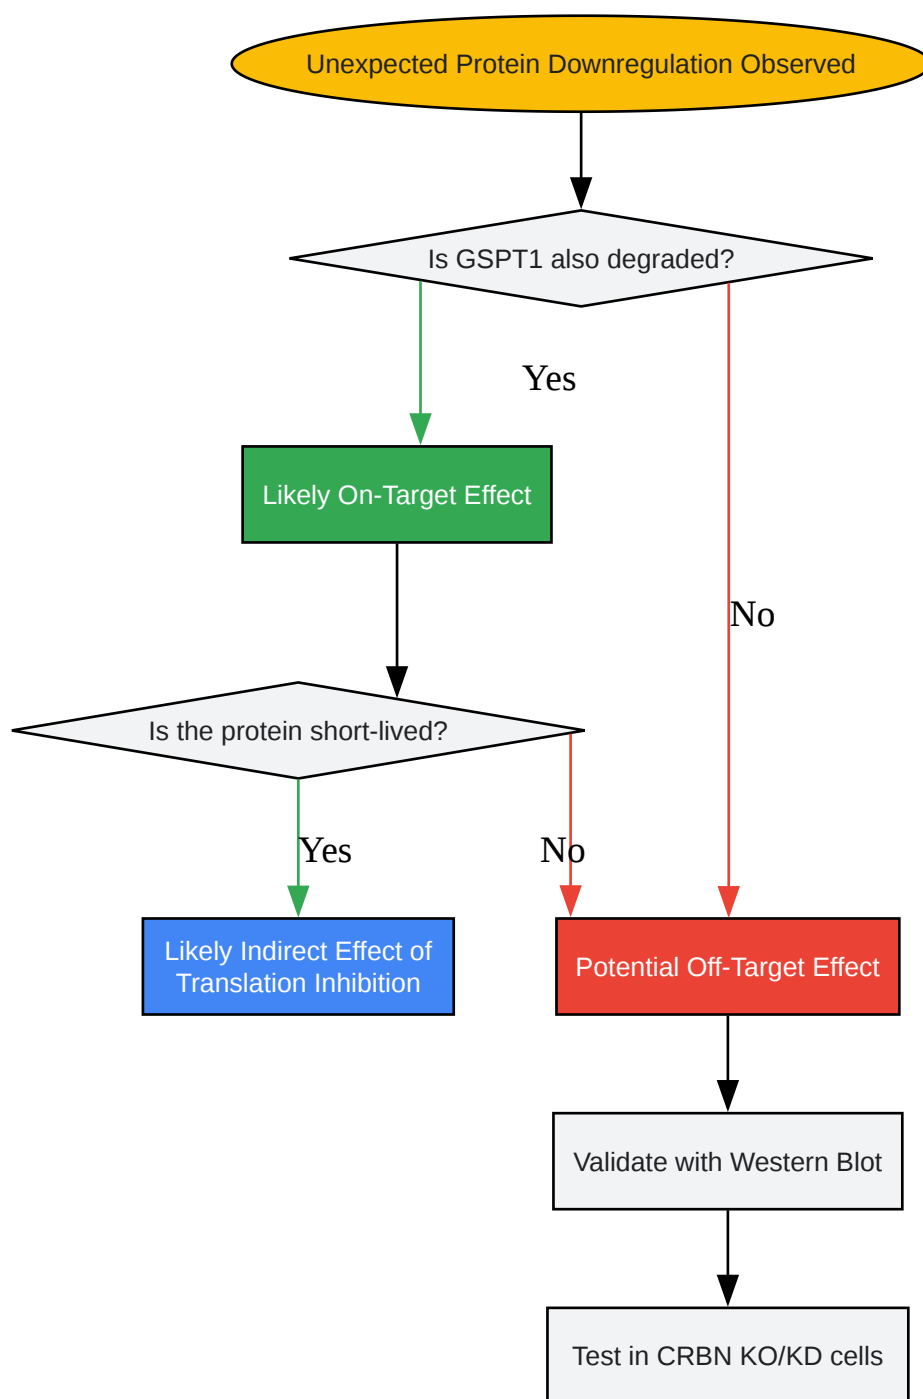 Unexpected Protein Downregulation Observed
Is GSPT1 also degraded?
Yes
Likely On-Target Effect
No
Is the protein short-lived?
Yes
No
Likely Indirect Effect of
Translation Inhibition
Potential Off-Target Effect
Validate with Western Blot
Test in CRBN KO/KD cells